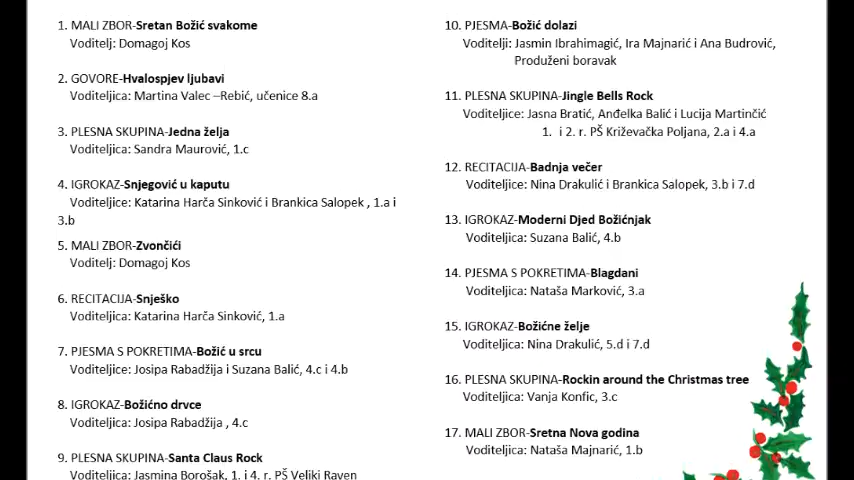 1. MALI ZBOR-Sretan Božić svakome
Voditelj: Domagoj Kos
2. GOVORE-Hvalospjev ljubavi
Voditeljica: Martina Valec –Rebić, učenice 8.a
3. PLESNA SKUPINA-Jedna želja
Voditeljica: Sandra Maurović, 1.c
4. IGROKAZ-Snjegović u kaputu
Voditeljice: Katarina Harča Sinković i Brankica Salopek , 1.a i
3.b
5. MALI ZBOR-Zvončići
Voditelj: Domagoj Kos
6. RECITACIJA-Snješko
Voditeljica: Katarina Harča Sinković, 1.a
7. PJESMA S POKRETIMA-Božić u srcu
Voditeljice: Josipa Rabadžija i Suzana Balić, 4.c i 4.b
8. IGROKAZ-Božićno drvce
Voditeljica: Josipa Rabadžija , 4.c
9. PLESNA SKUPINA-Santa Claus Rock
Voditeljica: Jasmina Borošak, 1. i 4. r. PŠ Veliki Raven
10. PJESMA-Božić dolazi
Voditelji: Jasmin Ibrahimagić, Ira Majnarić i Ana Budrović,
Produženi boravak
11. PLESNA SKUPINA-Jingle Bells Rock
Voditeljice: Jasna Bratić, Anđelka Balić i Lucija Martinčić
1. i 2. r. PŠ Križevačka Poljana, 2.a i 4.a
12. RECITACIJA-Badnja večer
Voditeljice: Nina Drakulić i Brankica Salopek, 3.b i 7.d
13. IGROKAZ-Moderni Djed Božićnjak
Voditeljica: Suzana Balić, 4.b
14. PJESMA S POKRETIMA-Blagdani
Voditeljica: Nataša Marković, 3.a
15. IGROKAZ-Božićne želje
Voditeljica: Nina Drakulić, 5.d i 7.d
16. PLESNA SKUPINA-Rockin around the Christmas tree
Voditeljica: Vanja Konfic, 3.c
17. MALI ZBOR-Sretna Nova godina
Voditeljica: Nataša Majnarić, 1.b